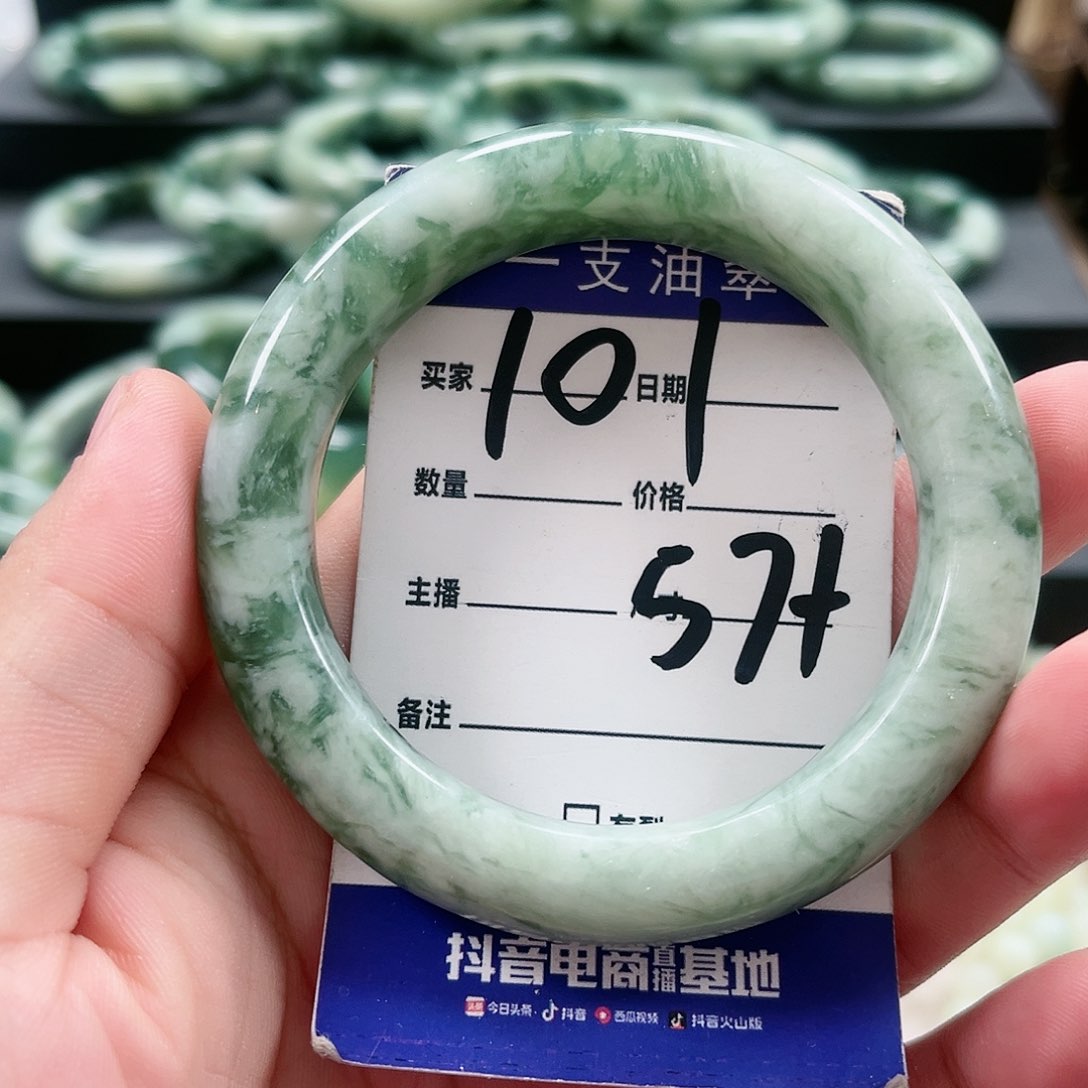 一支油翠
买家 101 日期
数量 价格
主播 57+
备注
抖音电商直播基地
今日头条 抖音 西瓜视频 抖音火山版